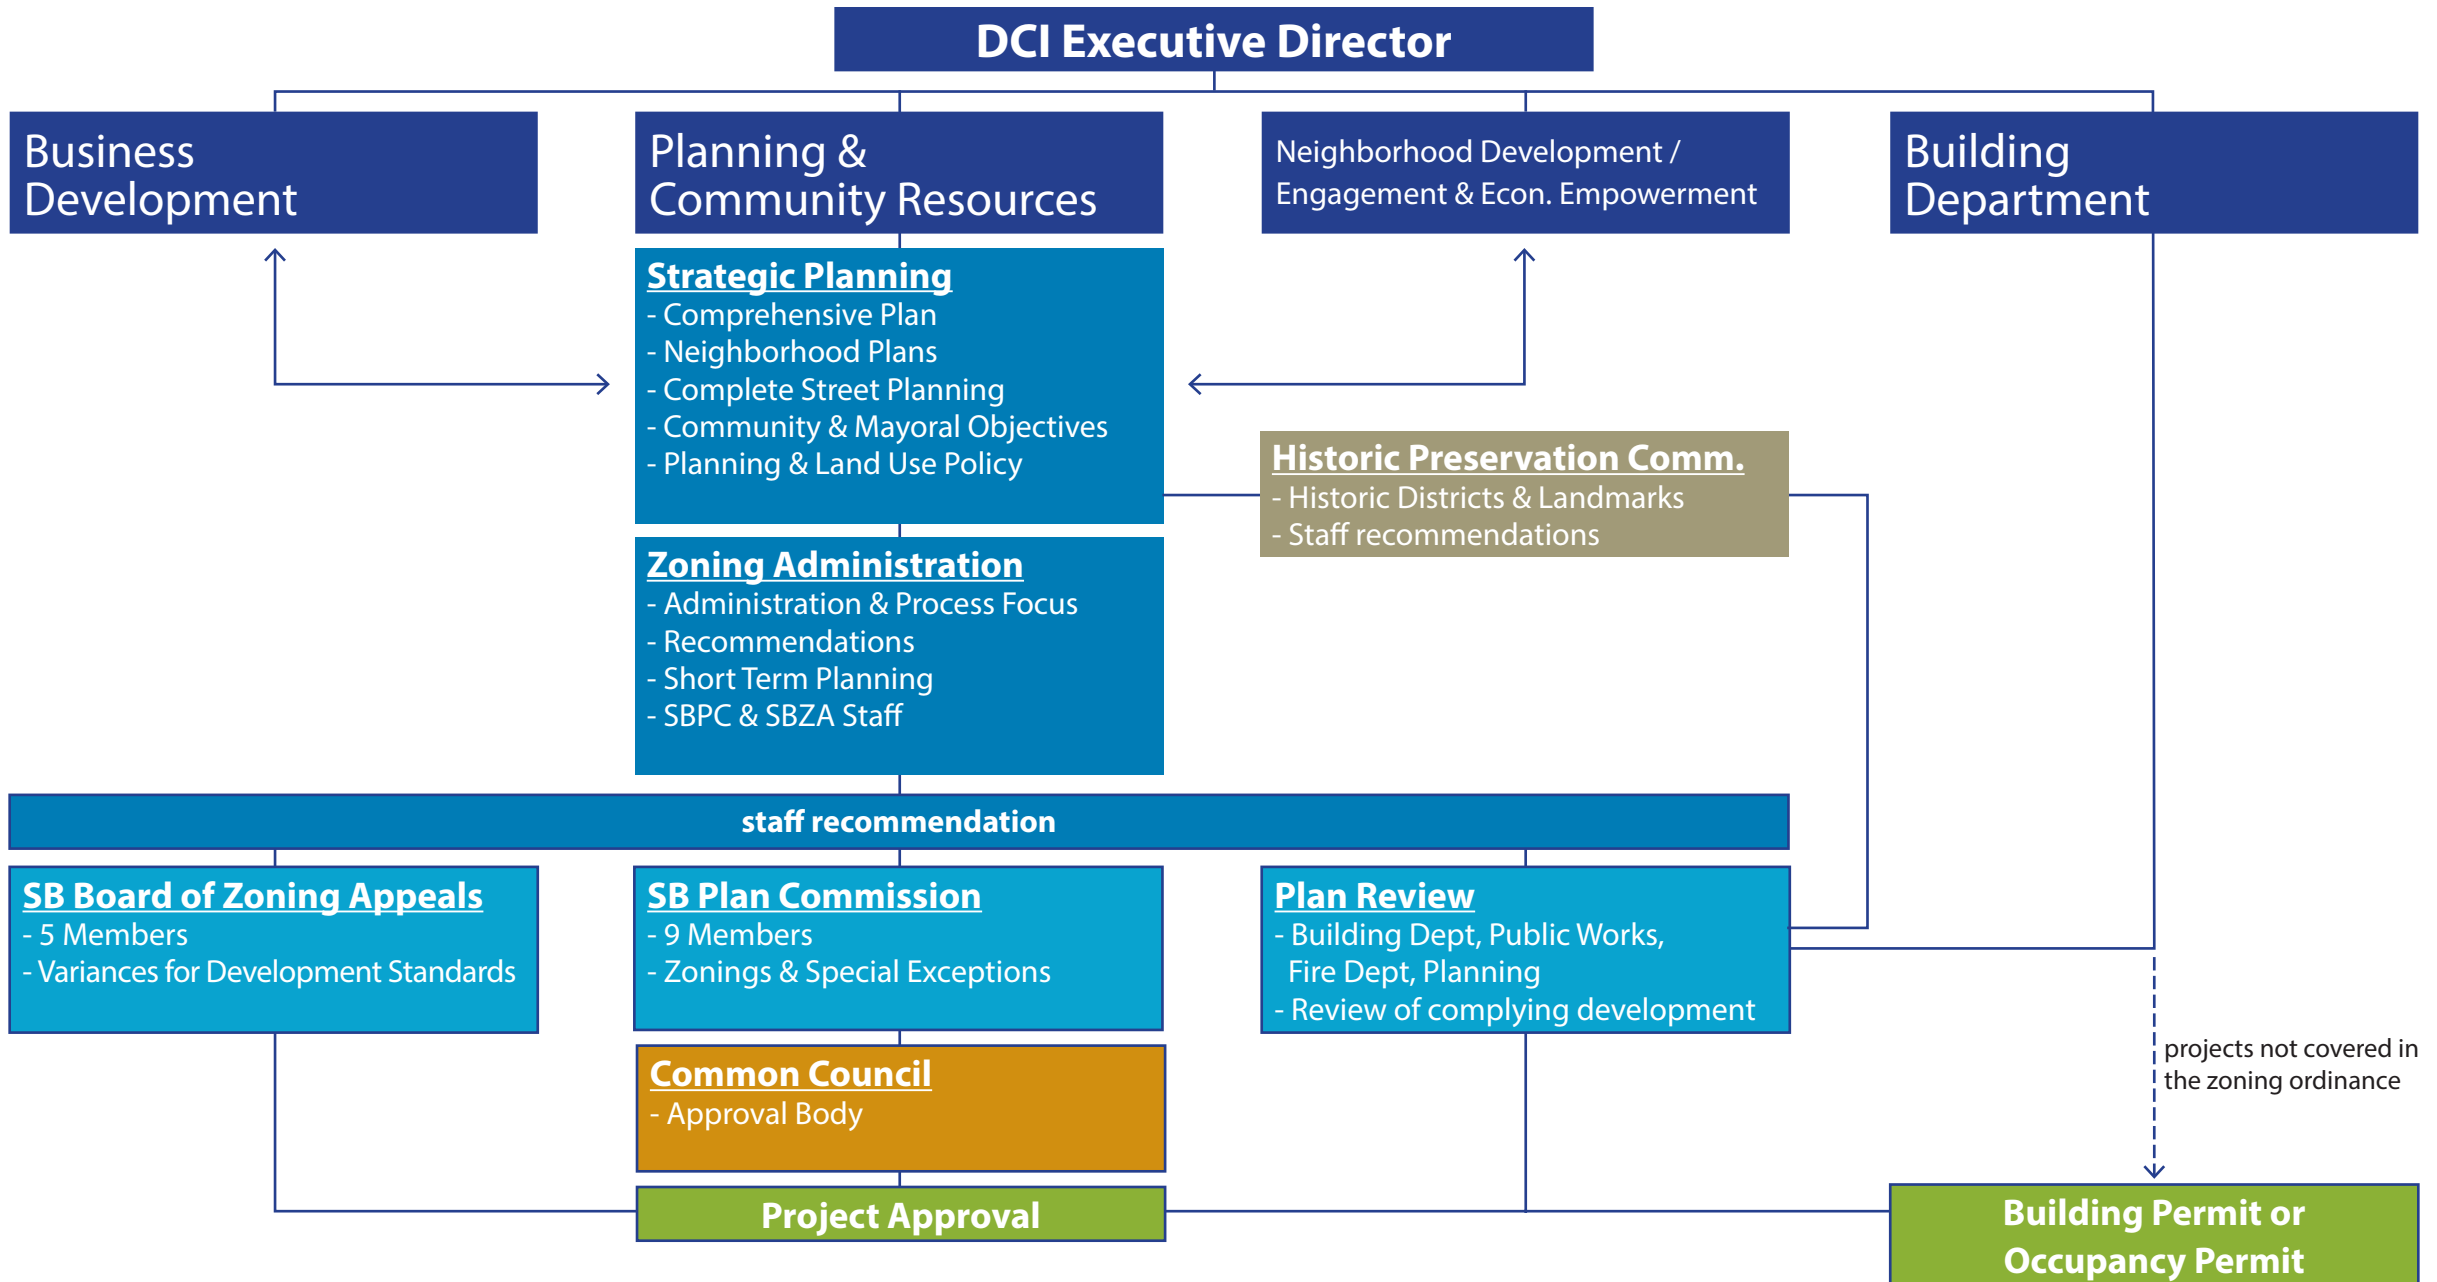 DCI Executive Director
Business
Development
Planning &
Community Resources
Neighborhood Development /
Engagement & Econ. Empowerment
Building
Department
Strategic Planning
- Comprehensive Plan
- Neighborhood Plans
- Complete Street Planning
- Community & Mayoral Objectives
- Planning & Land Use Policy
Historic Preservation Comm.
- Historic Districts & Landmarks
- Staff recommendations
Zoning Administration
- Administration & Process Focus
- Recommendations
- Short Term Planning
- SBPC & SBZA Staff
staff recommendation
SB Board of Zoning Appeals
- 5 Members
- Variances for Development Standards
SB Plan Commission
- 9 Members
- Zonings & Special Exceptions
Plan Review
- Building Dept, Public Works,
Fire Dept, Planning
- Review of complying development
Common Council
- Approval Body
projects not covered in
the zoning ordinance
Project Approval
Building Permit or
Occupancy Permit